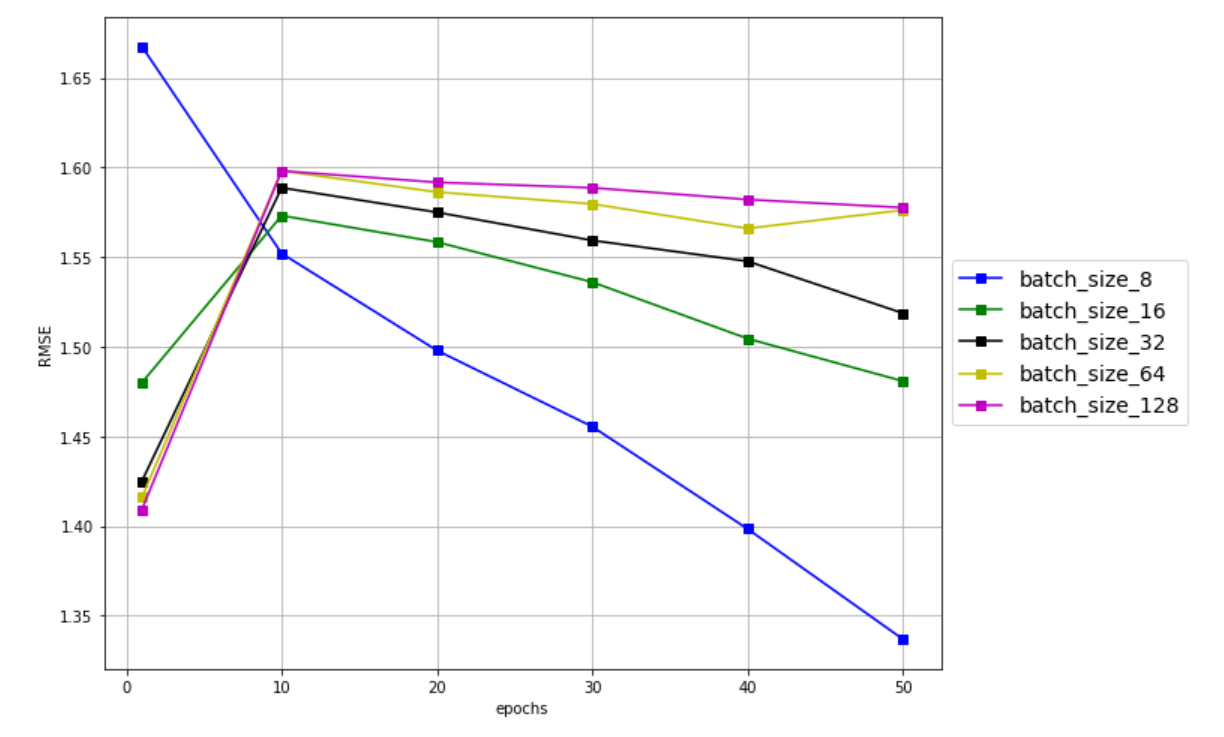 1.65
1.60
1.55
1.50
1.45
1.40
1.35
RMSE
0 10 20 30 40 50
epochs
batch_size_8
batch_size_16
batch_size_32
batch_size_64
batch_size_128